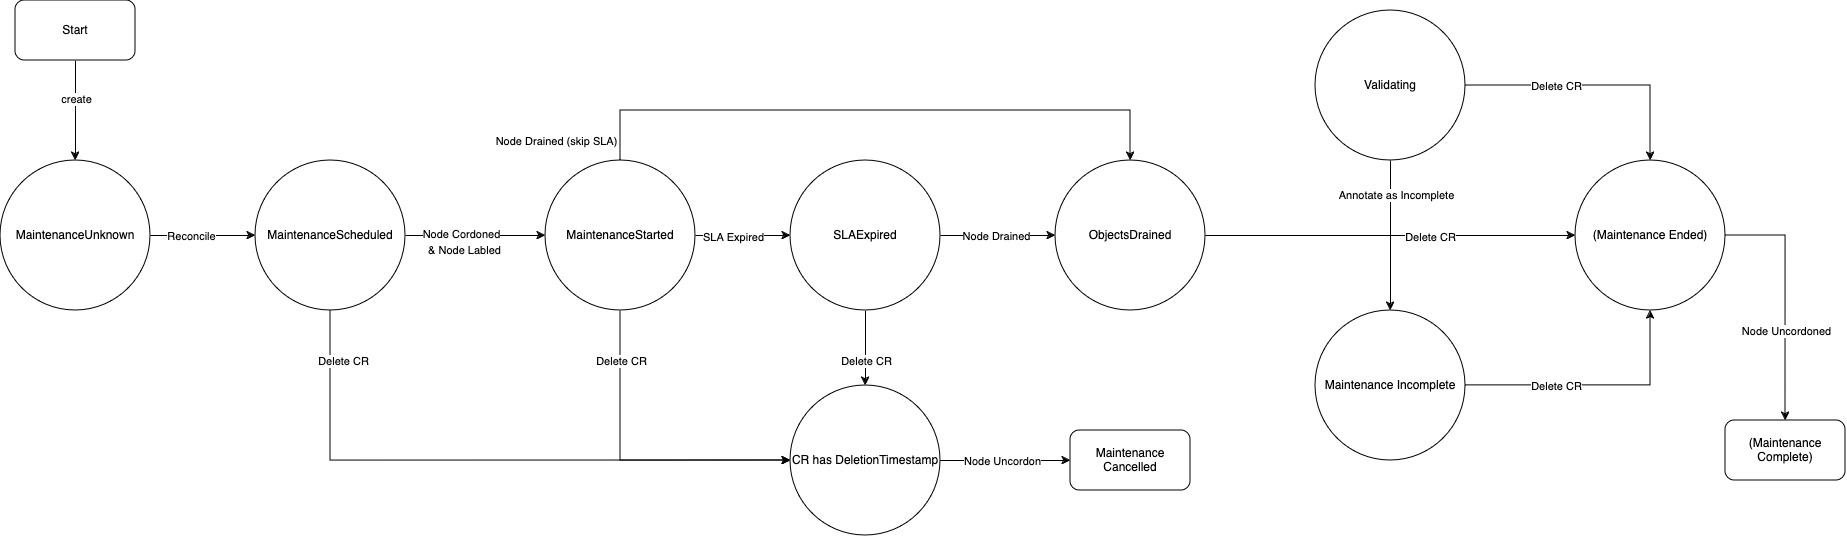 Start
create
Validating
Delete CR
Node Drained (skip SLA)
Annotate as Incomplete
MaintenanceUnknown
Reconcile
MaintenanceScheduled
Node Cordoned
& Node Labled
MaintenanceStarted
SLA Expired
SLAExpired
Node Drained
ObjectsDrained
Delete CR
(Maintenance Ended)
Node Uncordoned
Delete CR
Delete CR
Delete CR
Maintenance Incomplete
Delete CR
CR has DeletionTimestamp
Node Uncordon
Maintenance
Cancelled
(Maintenance
Complete)